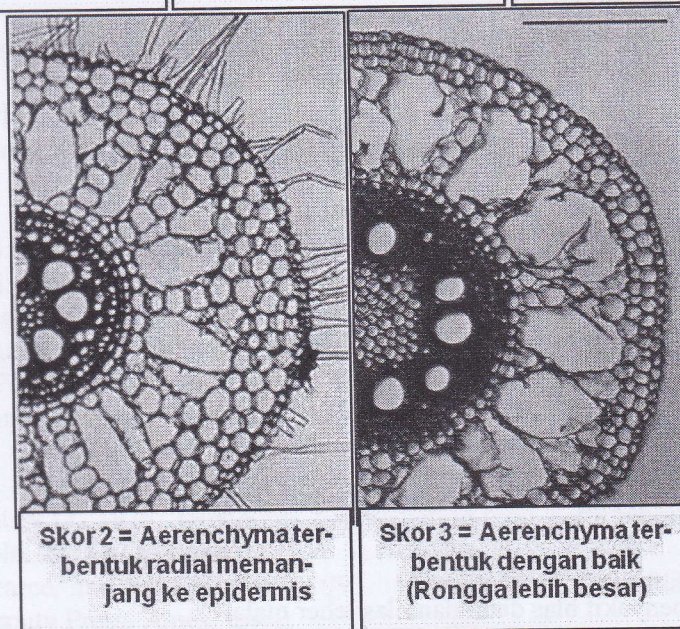 Skor 2 = Aerenchyma ter-
bentuk radial meman-
jang ke epidermis
Skor 3 = Aerenchyma ter-
bentuk dengan baik
(Rongga lebih besar)